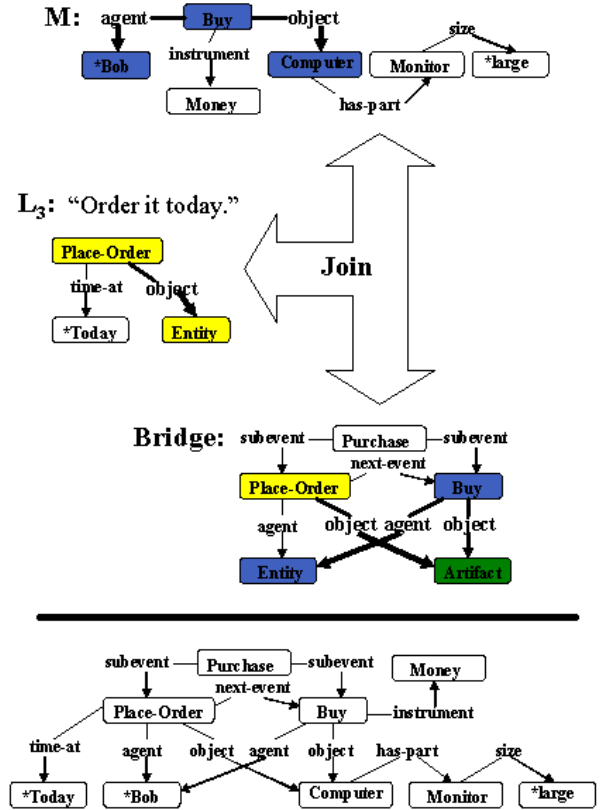 M: agent Buy object
size
*Bob instrument Computer Monitor *large
Money has-part
L3: “Order it today.”
Place-Order Join
time-at object
*Today Entity
Bridge: subevent Purchase subevent
next-event
Place-Order Buy
agent object agent object
Entity Artifact
subevent Purchase subevent Money
next-event
Place-Order Buy instrument
time-at agent object agent object has-part size
*Today *Bob Computer Monitor *large